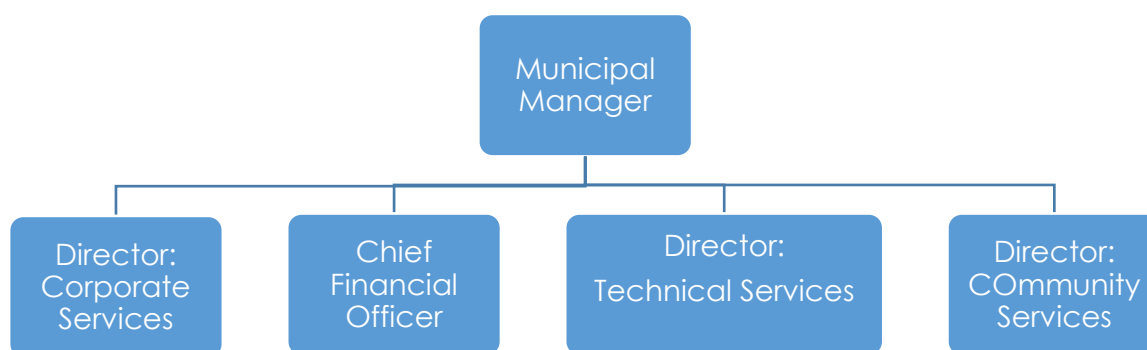 Municipal
Manager
Director:
Corporate
Services
Chief
Financial
Officer
Director:
Technical Services
Director:
COmmunity
Services